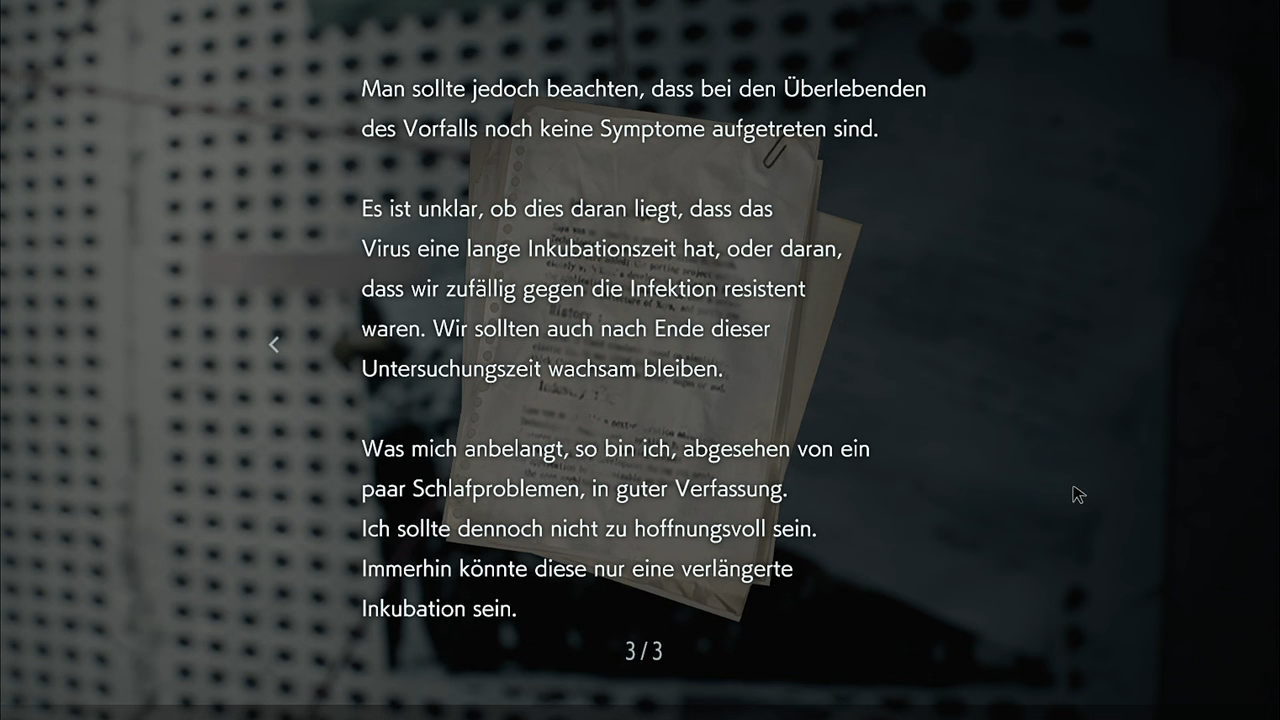 Man sollte jedoch beachten, dass bei den Überlebenden
des Vorfalls noch keine Symptome aufgetreten sind.
Es ist unklar, ob dies daran liegt, dass das
Virus eine lange Inkubationszeit hat, oder daran,
dass wir zufällig gegen die Infektion resistent
waren. Wir sollten auch nach Ende dieser
Untersuchungszeit wachsam bleiben.
Was mich anbelangt, so bin ich, abgesehen von ein
paar Schlafproblemen, in guter Verfassung.
Ich sollte dennoch nicht zu hoffnungsvoll sein.
Immerhin könnte diese nur eine verlängerte
Inkubation sein.
3/3